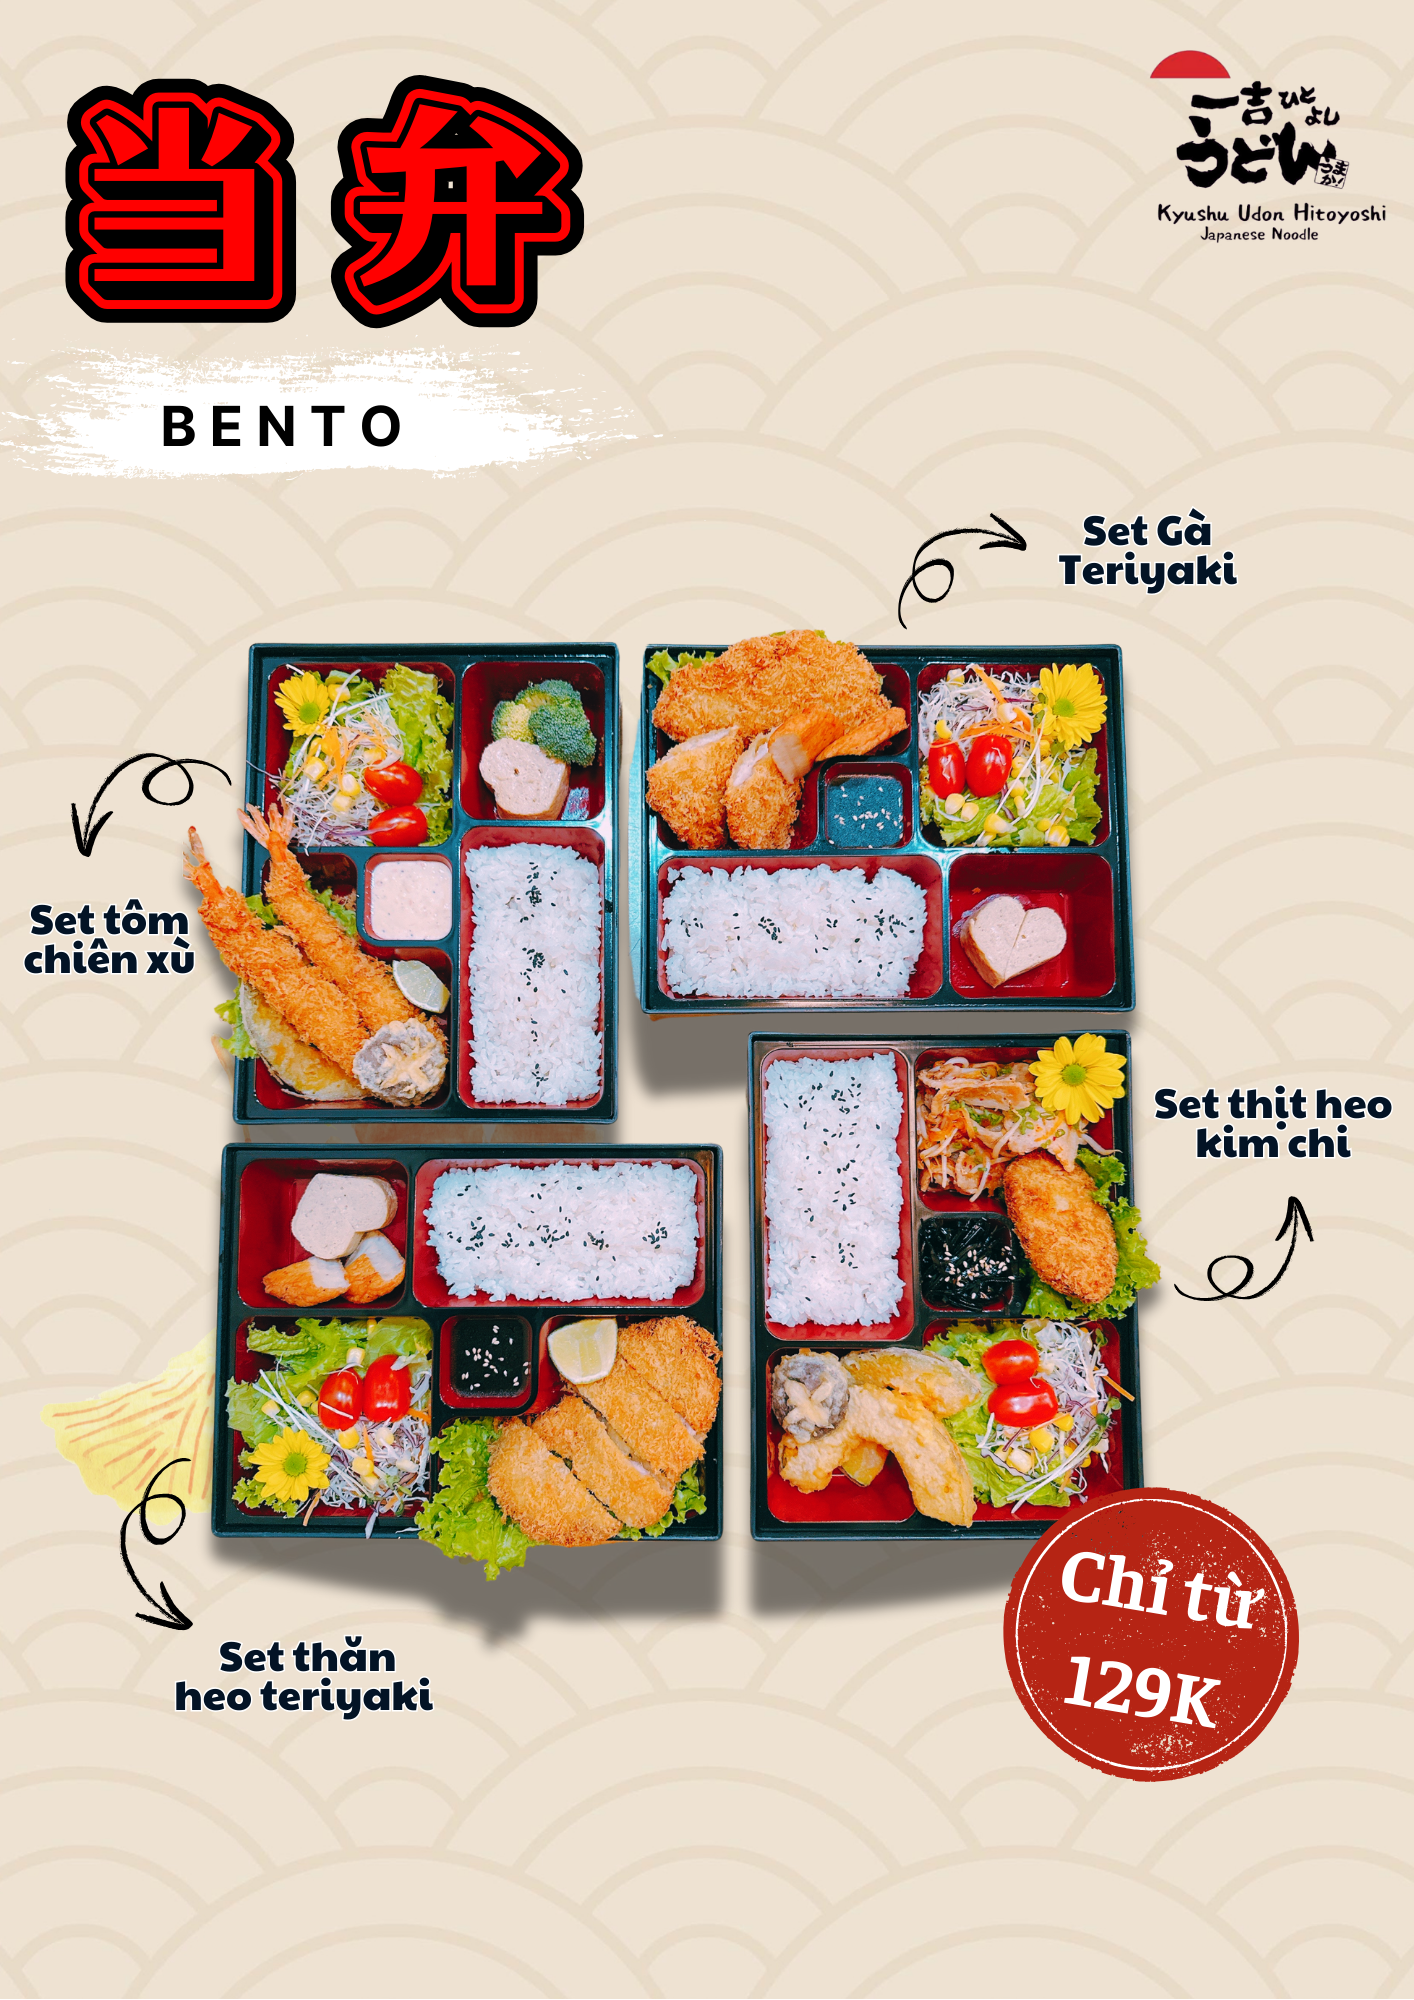 当弁
BENTO
一吉ひと
よし
うどん
うまか!
Kyushu Udon Hitoyoshi
Japanese Noodle
Set Gà
Teriyaki
Set tôm
chiên xù
Set thịt heo
kim chi
Set thăn
heo teriyaki
Chỉ từ
129K